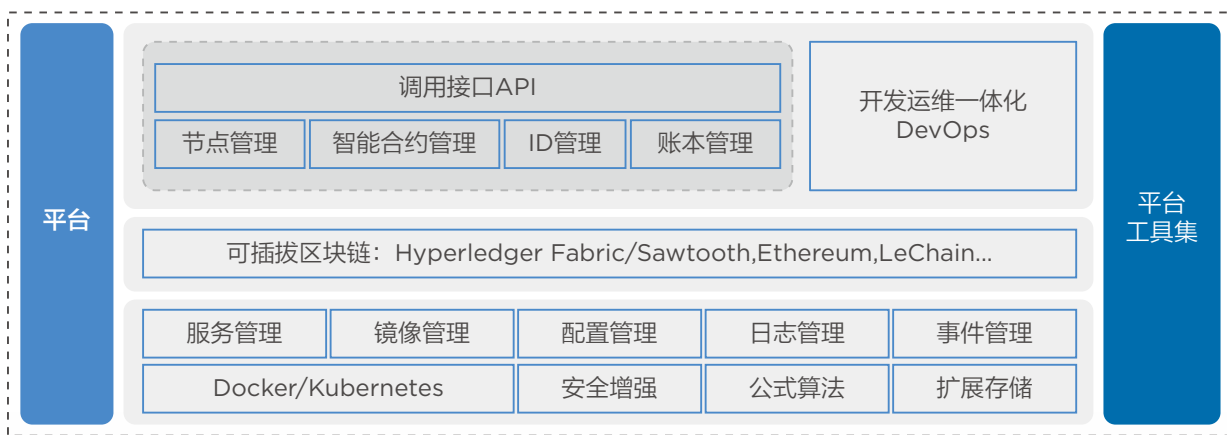 平台
调用接口API
节点管理
智能合约管理
ID管理
账本管理
开发运维一体化
DevOps
可插拔区块链：Hyperledger Fabric/Sawtooth,Ethereum,LeChain...
服务管理
镜像管理
配置管理
日志管理
事件管理
Docker/Kubernetes
安全增强
公式算法
扩展存储
平台
工具集